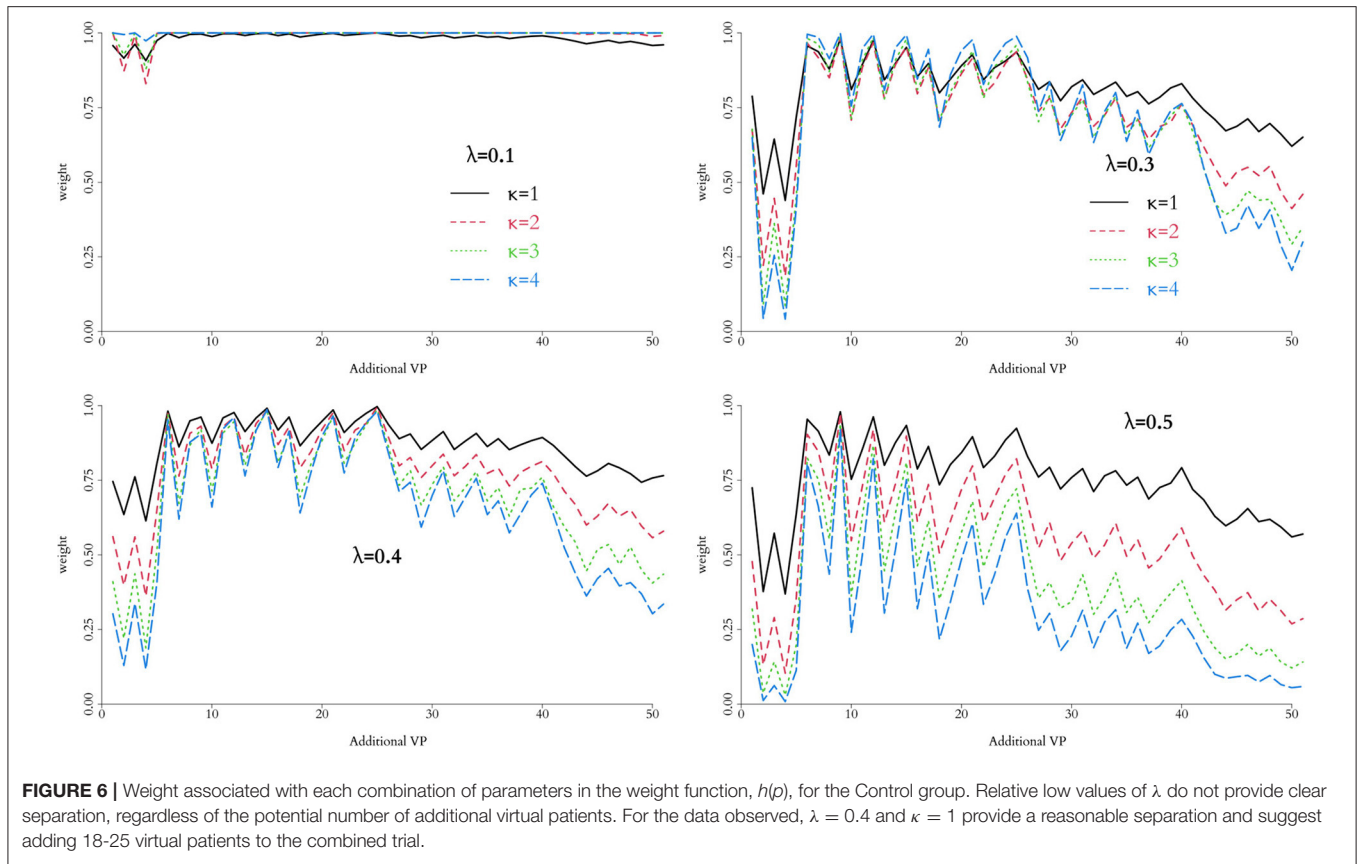 1.00
0.75
0.50
0.25
0.00
weight
λ=0.1
κ=1
κ=2
κ=3
κ=4
0 10 20 30 40 50
Additional VP
1.00
0.75
0.50
0.25
0.00
weight
λ=0.3
κ=1
κ=2
κ=3
κ=4
0 10 20 30 40 50
Additional VP
1.00
0.75
0.50
0.25
0.00
weight
λ=0.4
0 10 20 30 40 50
Additional VP
1.00
0.75
0.50
0.25
0.00
weight
λ=0.5
0 10 20 30 40 50
Additional VP
FIGURE 6 | Weight associated with each combination of parameters in the weight function, h(p), for the Control group. Relative low values of λ do not provide clear
separation, regardless of the potential number of additional virtual patients. For the data observed, λ = 0.4 and κ = 1 provide a reasonable separation and suggest
adding 18-25 virtual patients to the combined trial.